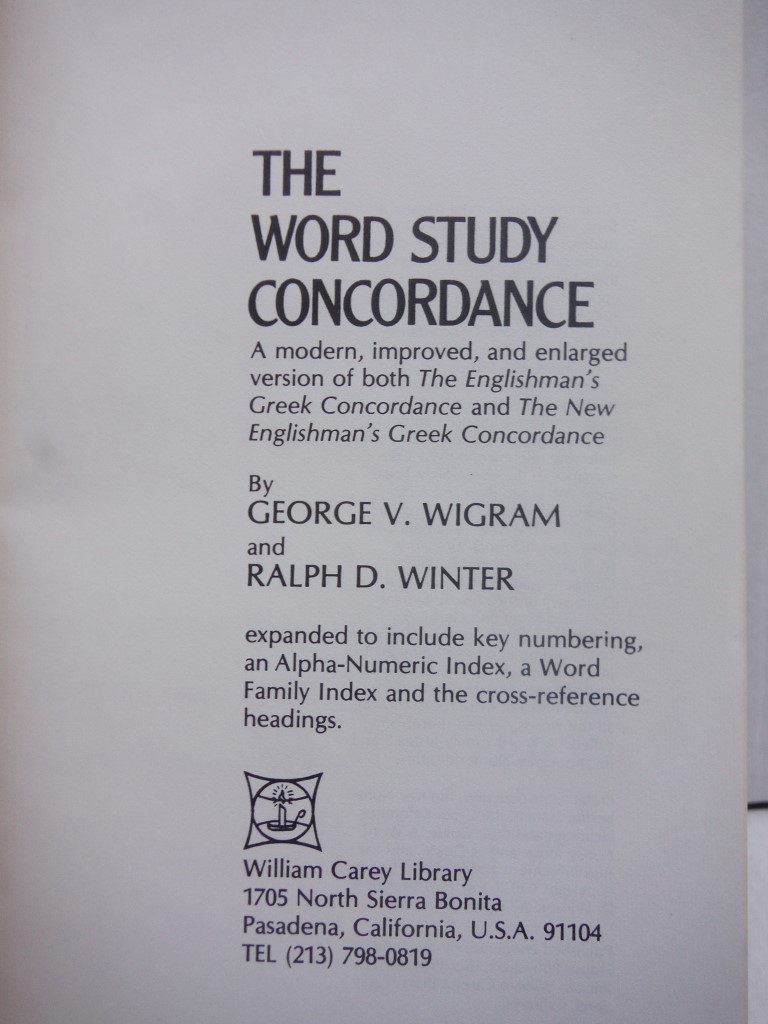 THE
WORD STUDY
CONCORDANCE
A modern, improved, and enlarged
version of both The Englishman's
Greek Concordance and The New
Englishman's Greek Concordance
By
GEORGE V. WIGRAM
and
RALPH D. WINTER
expanded to include key numbering,
an Alpha-Numeric Index, a Word
Family Index and the cross-reference
headings.
William Carey Library
1705 North Sierra Bonita
Pasadena, California, U.S.A. 91104
TEL (213) 798-0819